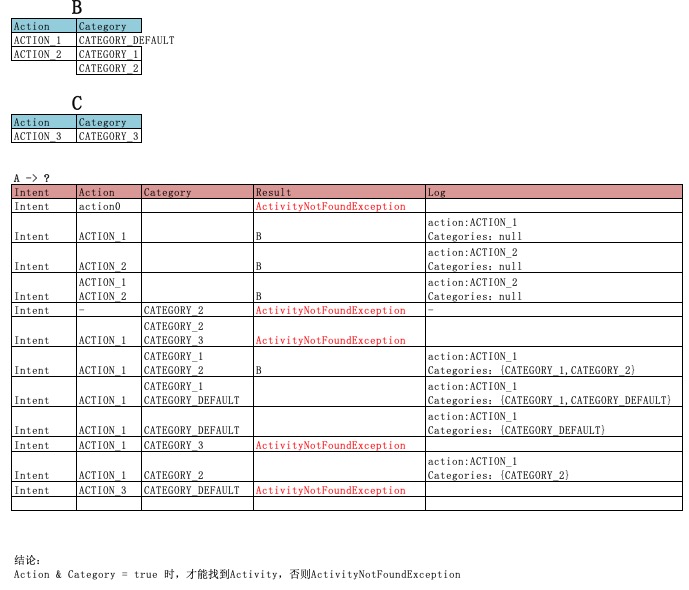 B
Action Category
ACTION_1 CATEGORY_DEFAULT
ACTION_2 CATEGORY_1
CATEGORY_2
C
Action Category
ACTION_3 CATEGORY_3
A -> ?
Intent Action Category Result Log
Intent action0 ActivityNotFoundException
action:ACTION_1
Intent ACTION_1 B Categories: null
action:ACTION_2
Intent ACTION_2 B Categories: null
ACTION_1 action:ACTION_2
Intent ACTION_2 B Categories: null
Intent - CATEGORY_2 ActivityNotFoundException -
CATEGORY_2
Intent ACTION_1 CATEGORY_3 ActivityNotFoundException
CATEGORY_1 action:ACTION_1
Intent ACTION_1 CATEGORY_2 B Categories: {CATEGORY_1,CATEGORY_2}
CATEGORY_1 action:ACTION_1
Intent ACTION_1 CATEGORY_DEFAULT Categories: {CATEGORY_1,CATEGORY_DEFAULT}
action:ACTION_1
Intent ACTION_1 CATEGORY_DEFAULT Categories: {CATEGORY_DEFAULT}
Intent ACTION_1 CATEGORY_3 ActivityNotFoundException
action:ACTION_1
Intent ACTION_1 CATEGORY_2 Categories: {CATEGORY_2}
Intent ACTION_3 CATEGORY_DEFAULT ActivityNotFoundException
结论:
Action & Category = true 时，才能找到Activity，否则ActivityNotFoundException